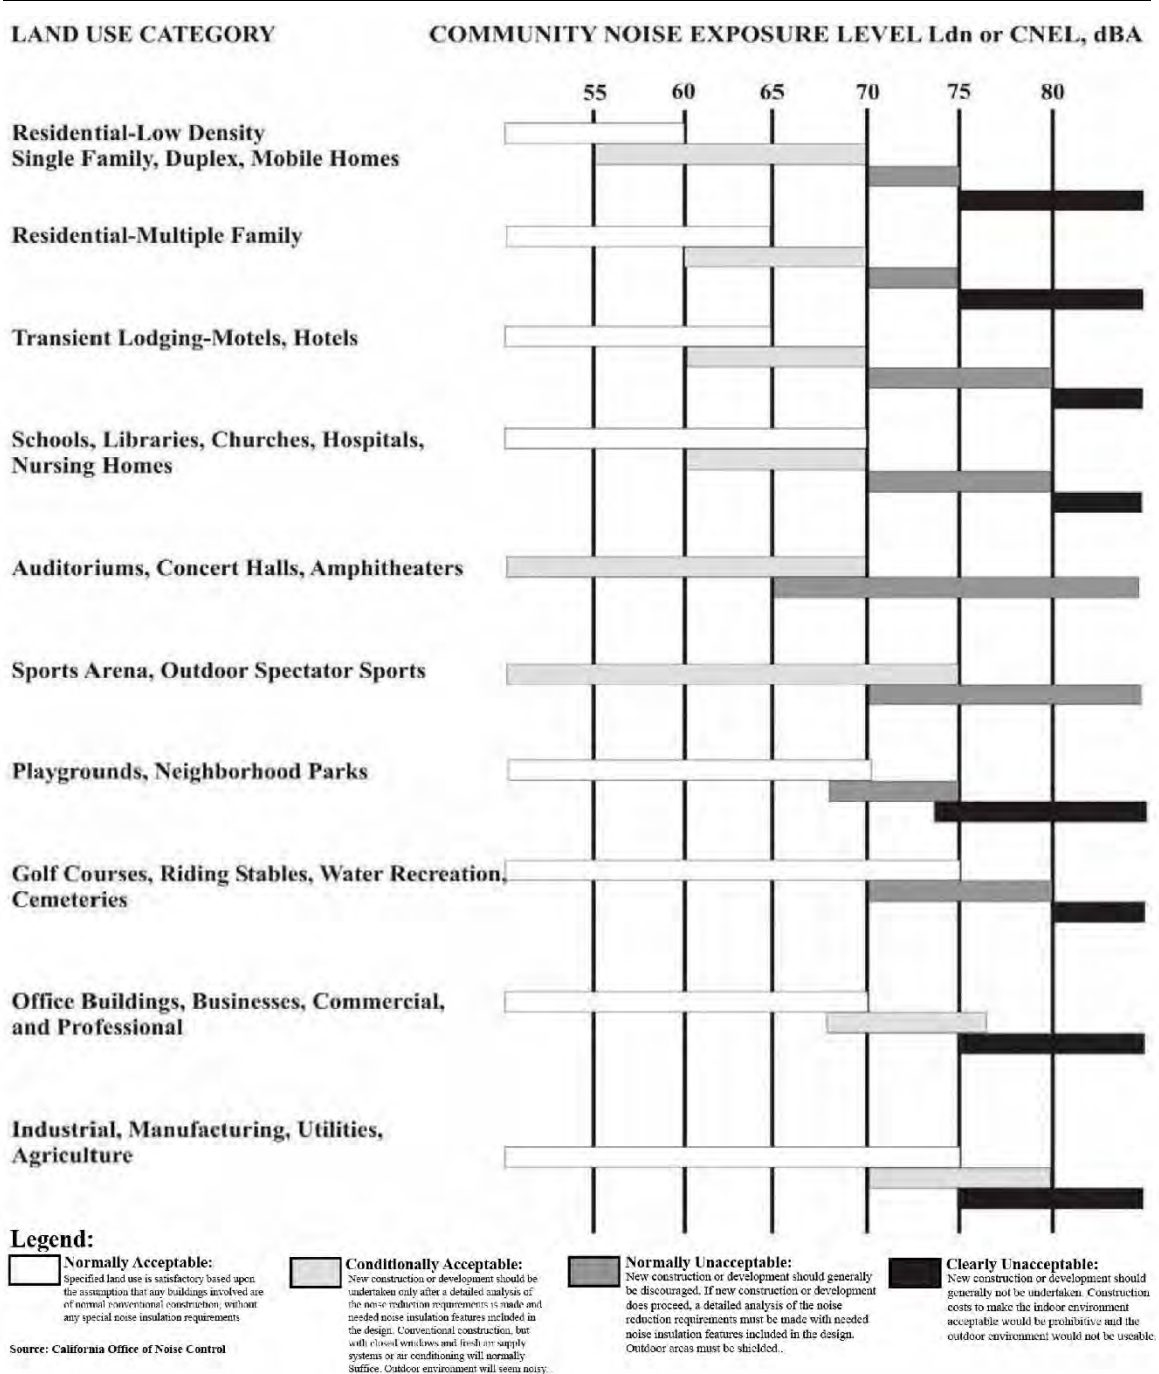 LAND USE CATEGORY
COMMUNITY NOISE EXPOSURE LEVEL Ldn or CNEL, dBA
55 60 65 70 75 80
Residential-Low Density
Single Family, Duplex, Mobile Homes
Residential-Multiple Family
Transient Lodging-Motels, Hotels
Schools, Libraries, Churches, Hospitals,
Nursing Homes
Auditoriums, Concert Halls, Amphitheaters
Sports Arena, Outdoor Spectator Sports
Playgrounds, Neighborhood Parks
Golf Courses, Riding Stables, Water Recreation,
Cemeteries
Office Buildings, Businesses, Commercial,
and Professional
Industrial, Manufacturing, Utilities,
Agriculture
Legend:
Normally Acceptable:
Specified land use is satisfactory based upon
the assumption that any buildings involved are
of normal conventional construction, without
any special noise insulation requirements
Conditionally Acceptable:
New construction or development should be
undertaken only after a detailed analysis of
the noise reduction requirements is made and
needed noise insulation features included in
the design. Conventional construction, but
with closed windows and fresh air supply
systems or air conditioning will normally
Suffice. Outdoor environment will seem noisy.
Normally Unacceptable:
New construction or development should generally
be discouraged. If new construction or development
does proceed, a detailed analysis of the noise
reduction requirements must be made with needed
noise insulation features included in the design.
Outdoor areas must be shielded..
Clearly Unacceptable:
New construction or development should
generally not be undertaken. Construction
costs to make the indoor environment
acceptable would be prohibitive and the
outdoor environment would not be useable.
Source: California Office of Noise Control